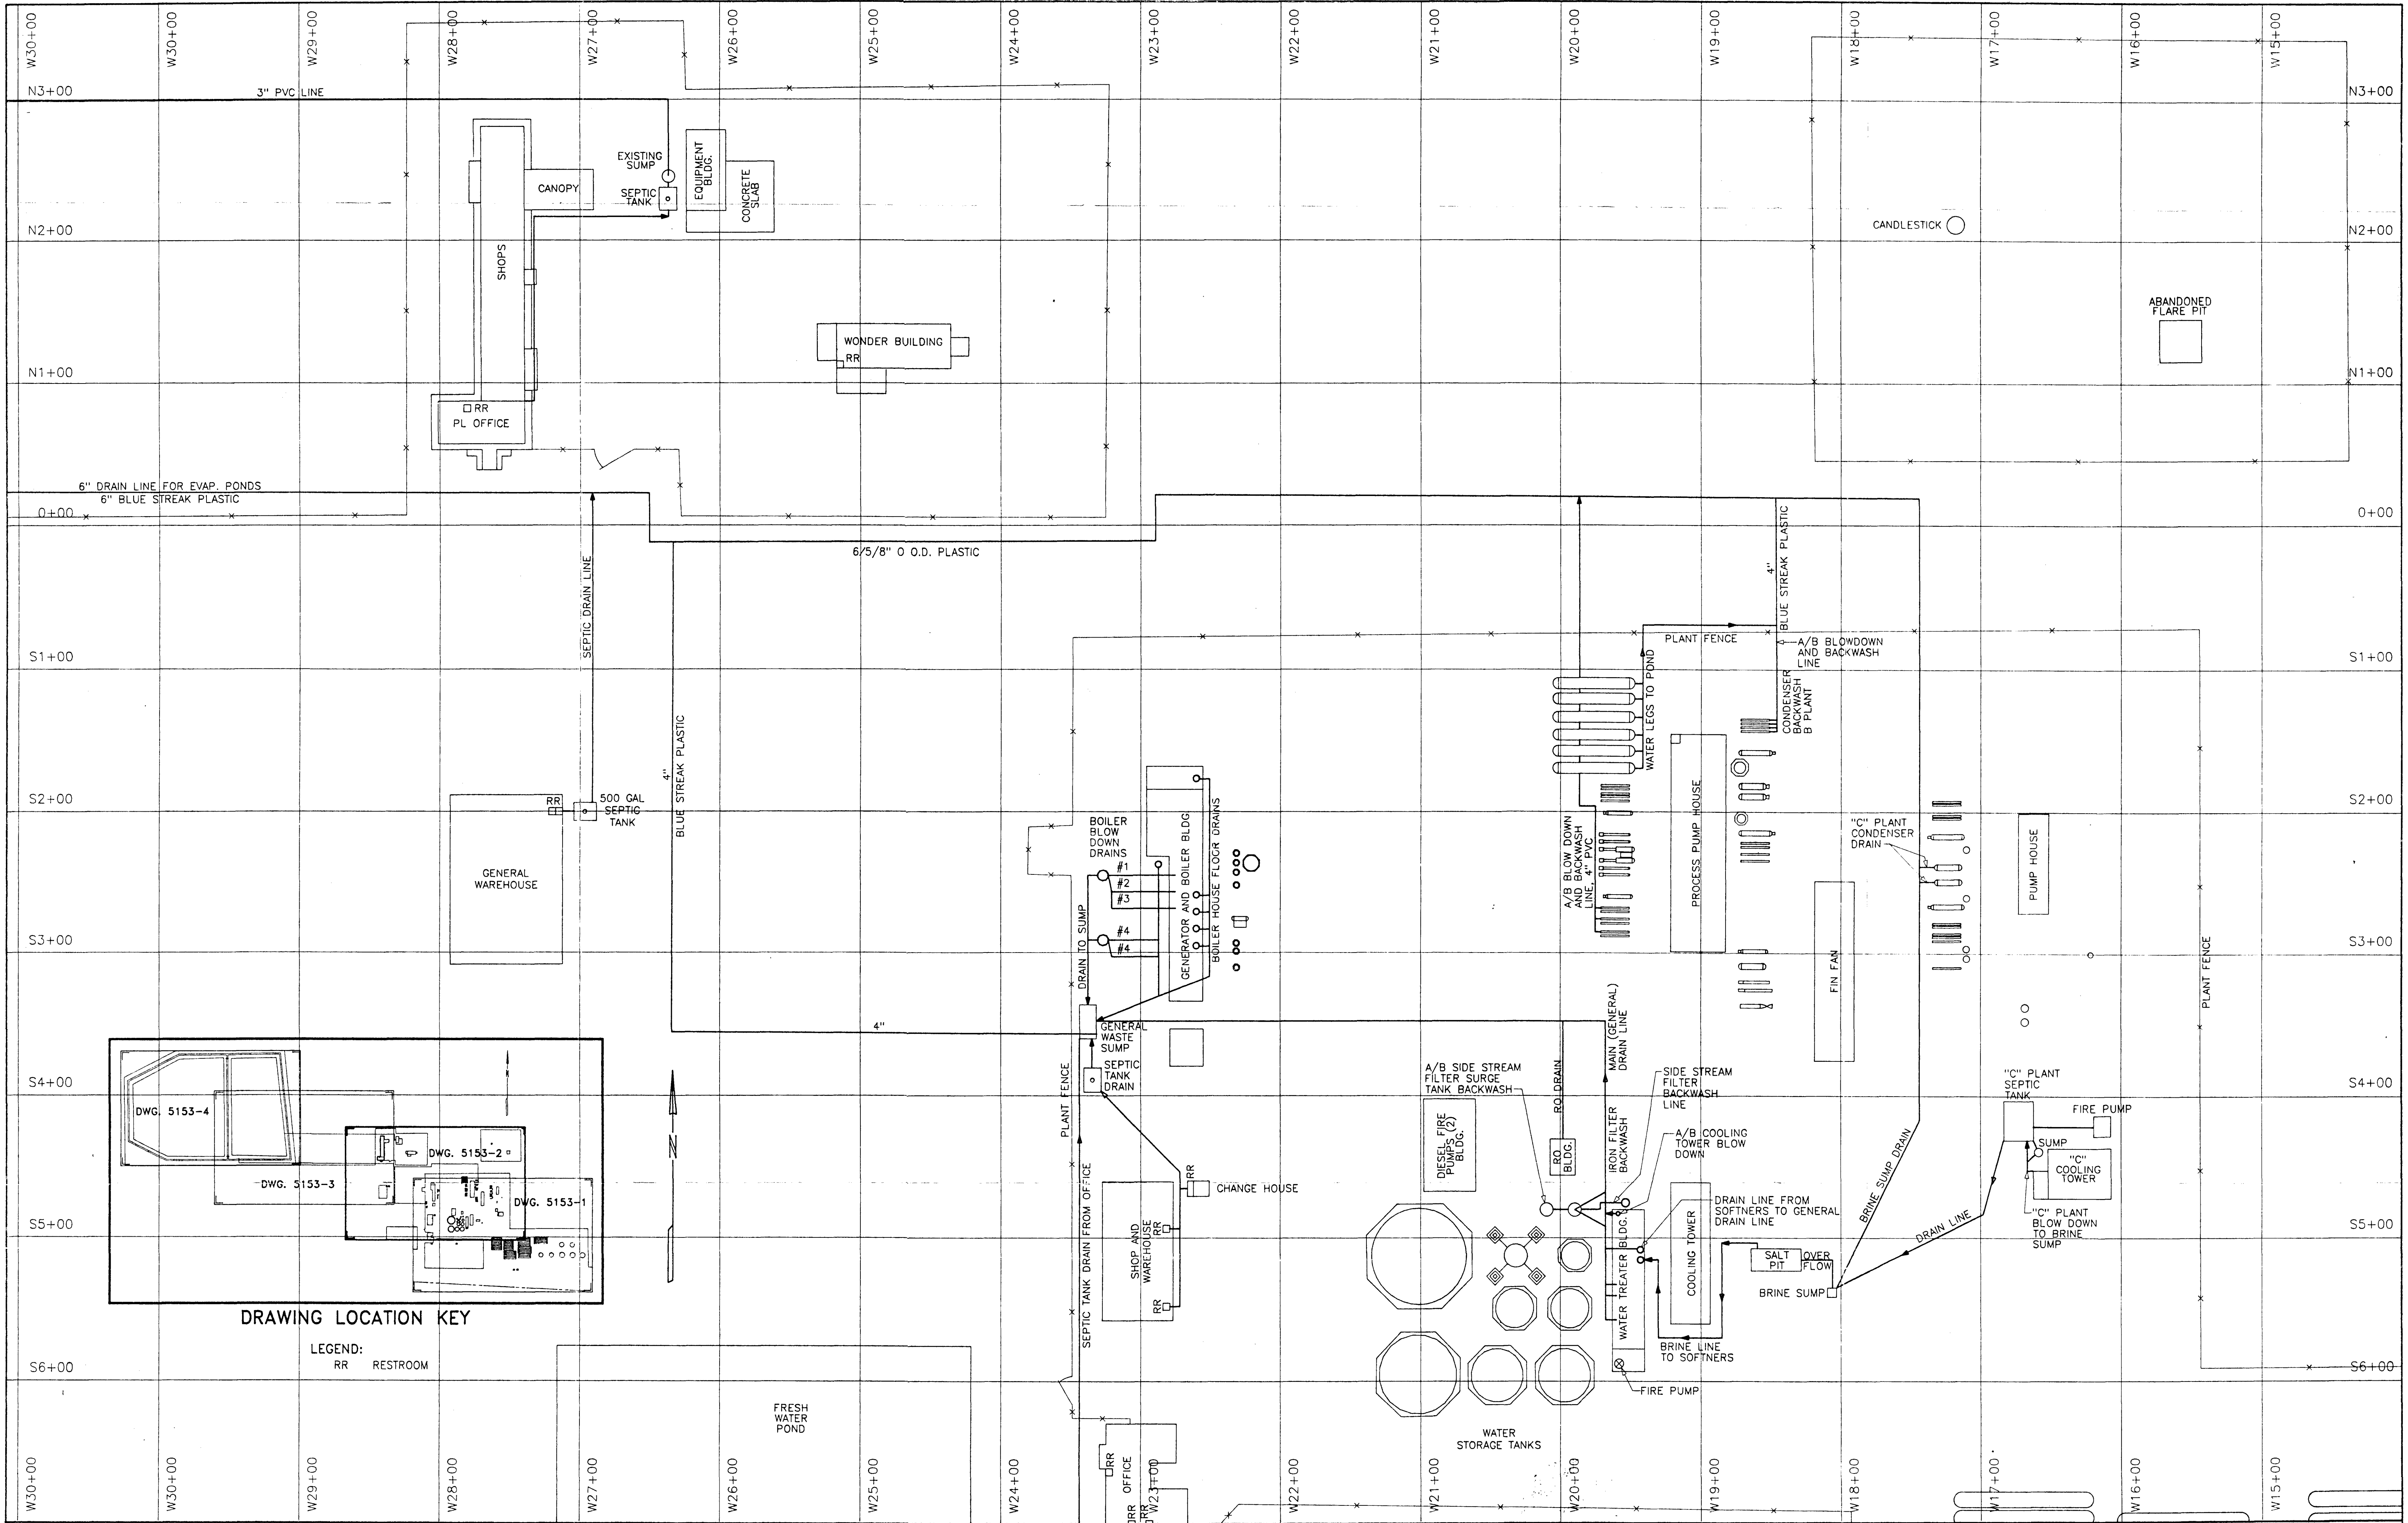 W30+00
W30+00
W29+00
W28+00
W27+00
W26+00
W25+00
W24+00
W23+00
W22+00
W21+00
W20+00
W19+00
W18+00
W17+00
W16+00
W15+00
N3+00
3" PVC LINE
N3+00
EXISTING
SUMP
SEPTIC
TANK
EQUIPMENT
BLDG.
CONCRETE
SLAB
CANOPY
SHOPS
N2+00
CANDLESTICK
N2+00
ABANDONED
FLARE PIT
WONDER BUILDING
RR
N1+00
N1+00
RR
PL OFFICE
6" DRAIN LINE FOR EVAP. PONDS
6" BLUE STREAK PLASTIC
0+00
0+00
6/5/8" O O.D. PLASTIC
SEPTIC DRAIN LINE
4"
BLUE STREAK PLASTIC
PLANT FENCE
A/B BLOWDOWN
AND BACKWASH
LINE
S1+00
S1+00
WATER LEGS TO POND
CONDENSER
BACKWASH
B PLANT
4"
BLUE STREAK PLASTIC
S2+00
RR
500 GAL
SEPTIC
TANK
S2+00
GENERAL
WAREHOUSE
BOILER
BLOW
DOWN
DRAINS
#1
#2
#3
#4
#4
DRAIN TO SUMP
GENERATOR AND BOILER BLDG.
BOILER HOUSE FLOOR DRAINS
A/B BLOW DOWN
AND BACKWASH
LINE, 4" PVC
PROCESS PUMP HOUSE
"C" PLANT
CONDENSER
DRAIN
PUMP HOUSE
FIN FAN
PLANT FENCE
S3+00
S3+00
4"
GENERAL
WASTE
SUMP
SEPTIC
TANK
DRAIN
PLANT FENCE
MAIN (GENERAL)
DRAIN LINE
A/B SIDE STREAM
FILTER SURGE
TANK BACKWASH
RO DRAIN
SIDE STREAM
FILTER
BACKWASH
LINE
S4+00
S4+00
"C" PLANT
SEPTIC
TANK
FIRE PUMP
SUMP
"C"
COOLING
TOWER
"C" PLANT
BLOW DOWN
TO BRINE
SUMP
DIESEL FIRE
PUMPS (2)
BLDG.
RO
BLDG.
IRON FILTER
BACKWASH
A/B COOLING
TOWER BLOW
DOWN
DRAIN LINE FROM
SOFTNERS TO GENERAL
DRAIN LINE
BRINE SUMP DRAIN
DRAIN LINE
DWG. 5153-4
DWG. 5153-2
DWG. 5153-3
DWG. 5153-1
N
DRAWING LOCATION KEY
LEGEND:
RR RESTROOM
SEPTIC TANK DRAIN FROM OFFICE
RR
CHANGE HOUSE
SHOP AND
WAREHOUSE
RR
RR
S5+00
S5+00
WATER TREATER BLDG.
COOLING TOWER
SALT
PIT
OVER
FLOW
BRINE SUMP
BRINE LINE
TO SOFTNERS
FIRE PUMP
S6+00
S6+00
FRESH
WATER
POND
WATER
STORAGE TANKS
RR
OFFICE
RR
RR
W30+00
W30+00
W29+00
W28+00
W27+00
W26+00
W25+00
W24+00
W23+00
W22+00
W21+00
W20+00
W19+00
W18+00
W17+00
W16+00
W15+00